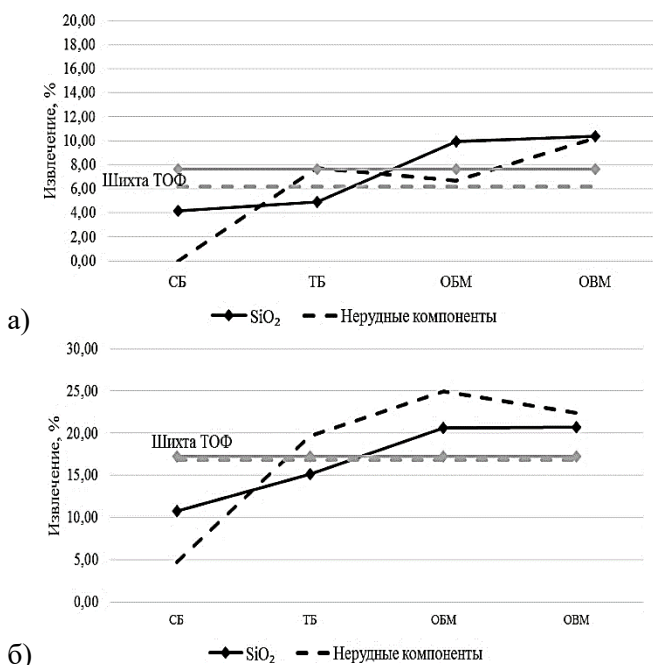 20,00
18,00
16,00
14,00
12,00
10,00
8,00
6,00
4,00
2,00
0,00
Извлечение, %
Шихта ТОФ
СБ ТБ ОБМ ОВМ
а)
SiO₂ Нерудные компоненты
30,00
25,00
20,00
15,00
10,00
5,00
0,00
Извлечение, %
Шихта ТОФ
СБ ТБ ОБМ ОВМ
б)
SiO₂ Нерудные компоненты